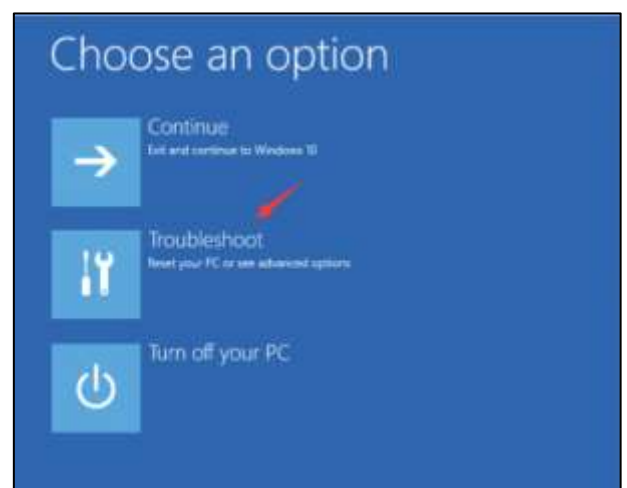 Choose an option
Continue
Exit and continue to Windows 10
Troubleshoot
Reset your PC or see advanced options
Turn off your PC